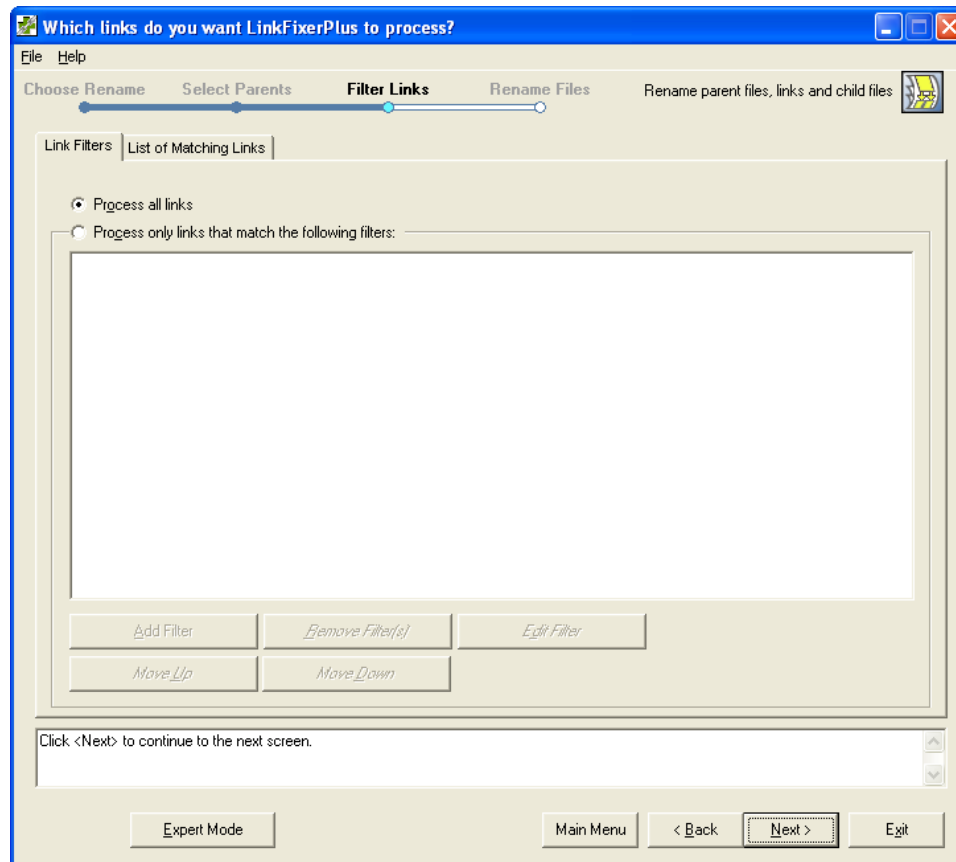 Which links do you want LinkFixerPlus to process?
File Help
Choose Rename Select Parents Filter Links Rename Files Rename parent files, links and child files
Link Filters List of Matching Links
Process all links
Process only links that match the following filters:
Add Filter Remove Filter(s) Edit Filter
Move Up Move Down
Click <Next> to continue to the next screen.
Expert Mode Main Menu < Back Next > Exit